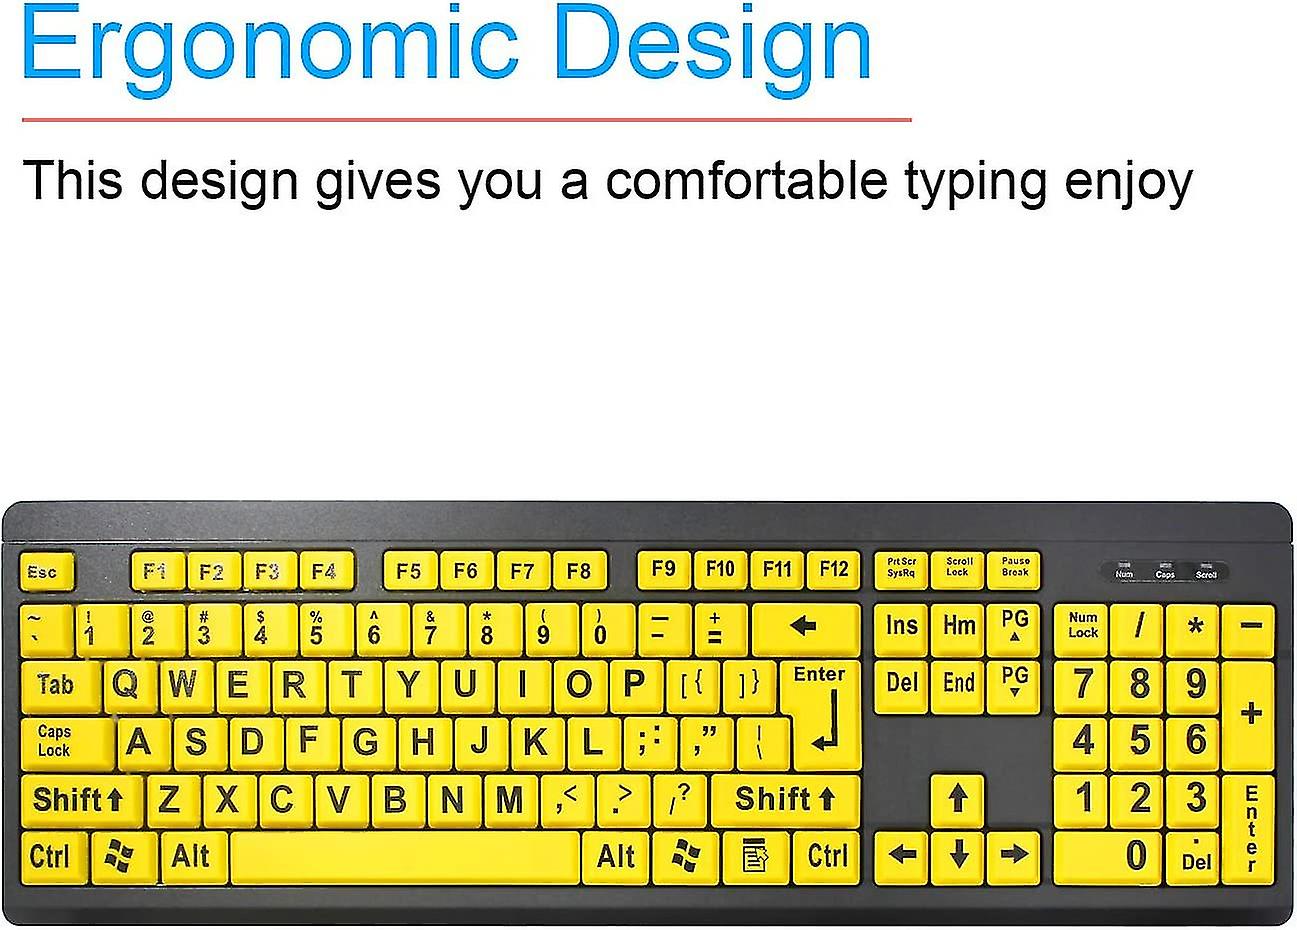 Ergonomic Design
This design gives you a comfortable typing enjoy
Esc F1 F2 F3 F4 F5 F6 F7 F8 F9 F10 F11 F12 PrtScr SysRq Scroll Lock Pause Break Num Caps Scroll
~ ` ! 1 @ 2 # 3 $ 4 % 5 ^ 6 & 7 * 8 ( 9 ) 0 — - + = ← Ins Hm PG ▲ Num Lock / * −
Tab Q W E R T Y U I O P [ { ] } Enter Del End PG ▼ 7 8 9 +
Caps Lock A S D F G H J K L ; : , ” | \ 4 5 6
Shift ↑ Z X C V B N M , < . > / ? Shift ↑ ↑ 1 2 3 Enter
Ctrl Alt Alt Ctrl ← ↓ → 0 . Del